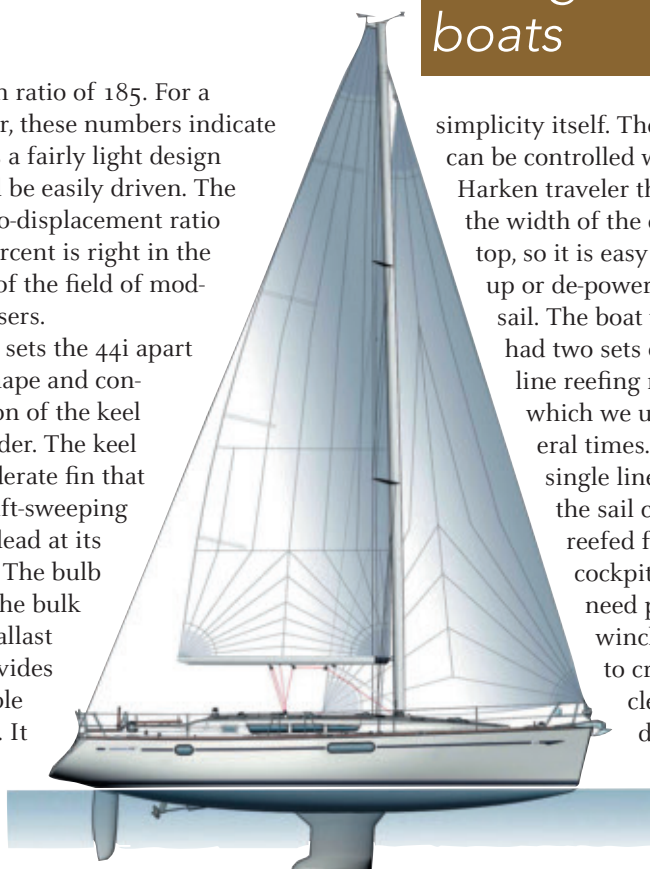 boats
n ratio of 185. For a
r, these numbers indicate
a fairly light design
be easily driven. The
o-displacement ratio
rcent is right in the
of the field of mod-
sers.
sets the 44i apart
ape and con-
on of the keel
der. The keel
derate fin that
ft-sweeping
lead at its
The bulb
he bulk
allast
vides
ple
. It
simplicity itself. The
can be controlled w
Harken traveler th
the width of the c
top, so it is easy
up or de-power
sail. The boat
had two sets
line reefing
which we u
eral times.
single line
the sail c
reefed f
cockpit
need p
winch
to cr
cle
d